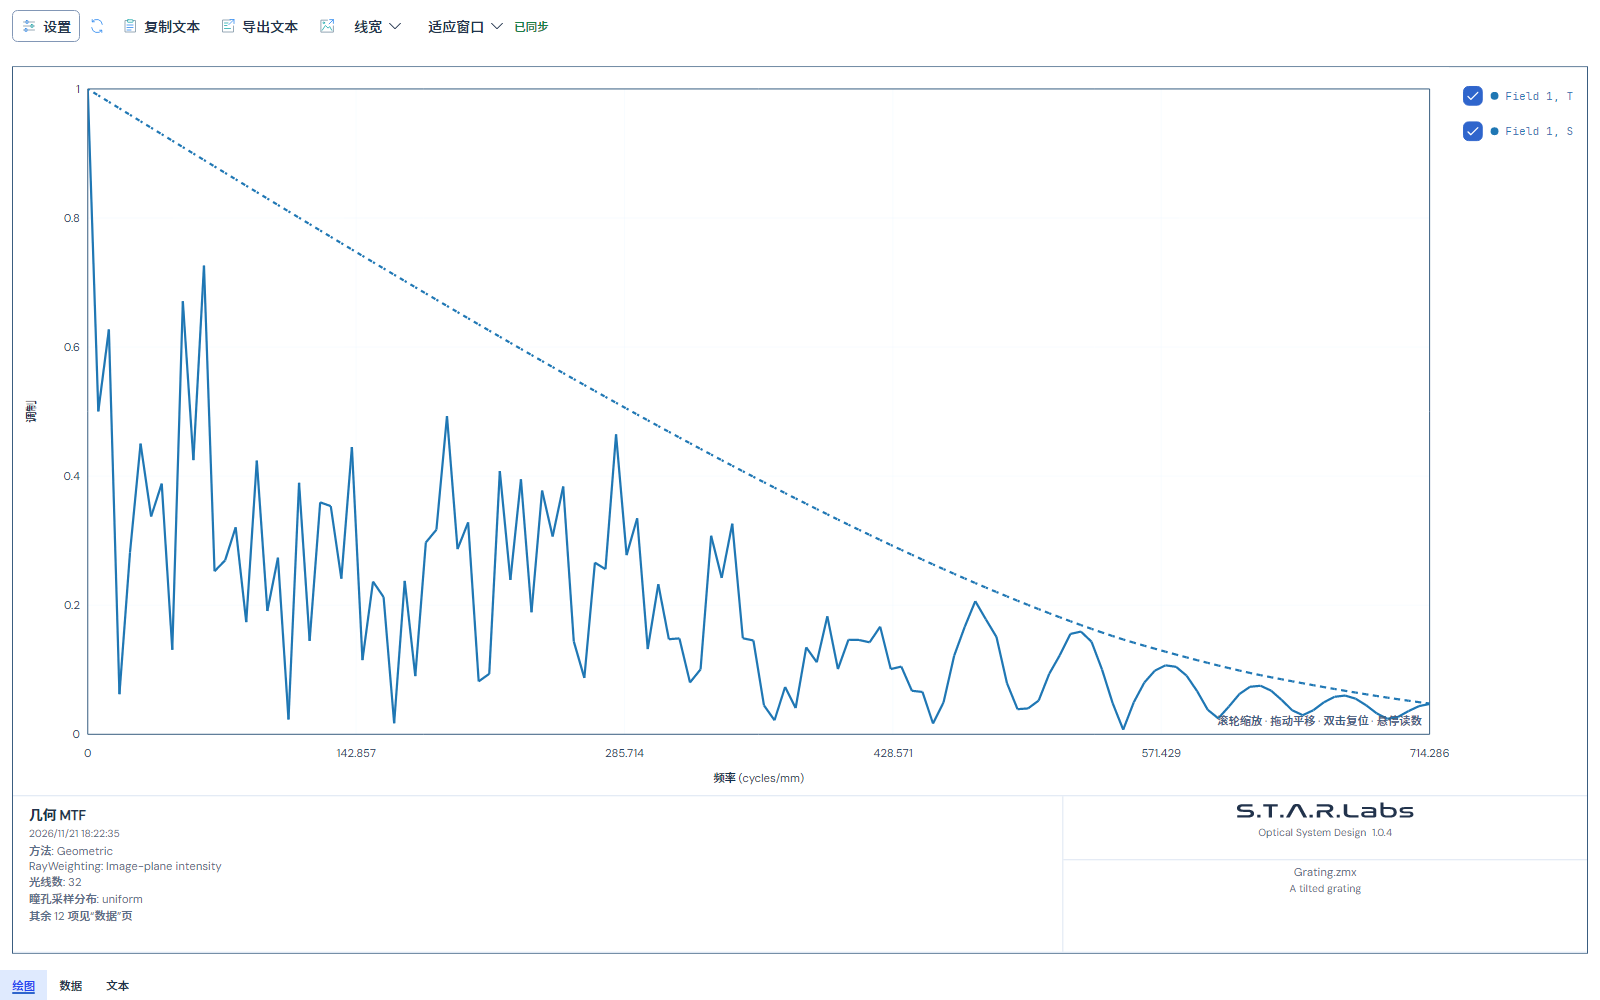 设置 复制文本 导出文本 线宽 适应窗口 已同步
1
Field 1, T
Field 1, S
0.8
0.6
调制
0.4
0.2
0
滚轮缩放 · 拖动平移 · 双击复位 · 悬停读数
0 142.857 285.714 428.571 571.429 714.286
频率 (cycles/mm)
几何 MTF
2026/11/21 18:22:35
方法: Geometric
RayWeighting: Image-plane intensity
光线数: 32
瞳孔采样分布: uniform
其余 12 项见“数据”页
S.T.A.R.Labs
Optical System Design 1.0.4
Grating.zmx
A tilted grating
绘图 数据 文本